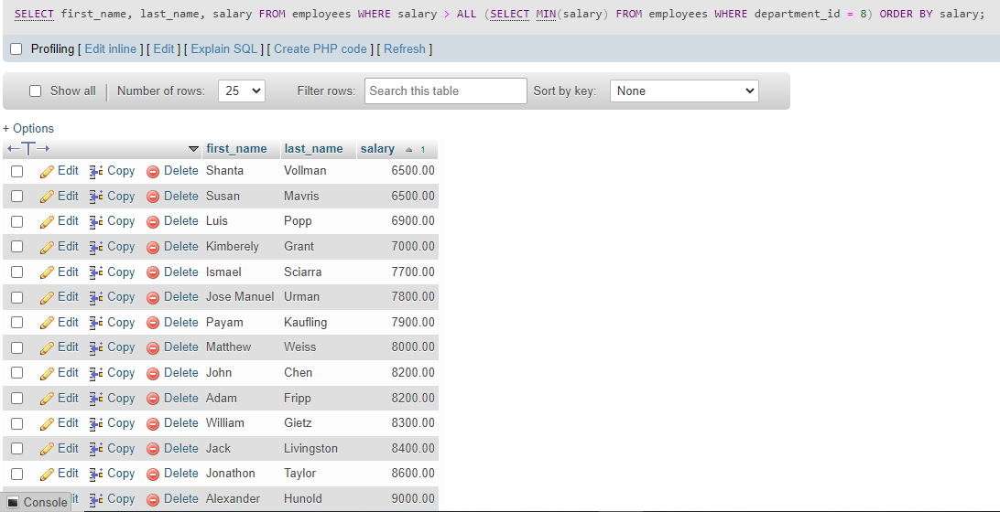 SELECT first_name, last_name, salary FROM employees WHERE salary > ALL (SELECT MIN(salary) FROM employees WHERE department_id = 8) ORDER BY salary;
Profiling [ Edit inline ] [ Edit ] [ Explain SQL ] [ Create PHP code ] [ Refresh ]
Show all Number of rows: 25 Filter rows: Search this table Sort by key: None
+ Options
←T→ first_name last_name salary 1
Edit Copy Delete Shanta Vollman 6500.00
Edit Copy Delete Susan Mavris 6500.00
Edit Copy Delete Luis Popp 6900.00
Edit Copy Delete Kimberely Grant 7000.00
Edit Copy Delete Ismael Sciarra 7700.00
Edit Copy Delete Jose Manuel Urman 7800.00
Edit Copy Delete Payam Kaufling 7900.00
Edit Copy Delete Matthew Weiss 8000.00
Edit Copy Delete John Chen 8200.00
Edit Copy Delete Adam Fripp 8200.00
Edit Copy Delete William Gietz 8300.00
Edit Copy Delete Jack Livingston 8400.00
Edit Copy Delete Jonathon Taylor 8600.00
Console Copy Delete Alexander Hunold 9000.00